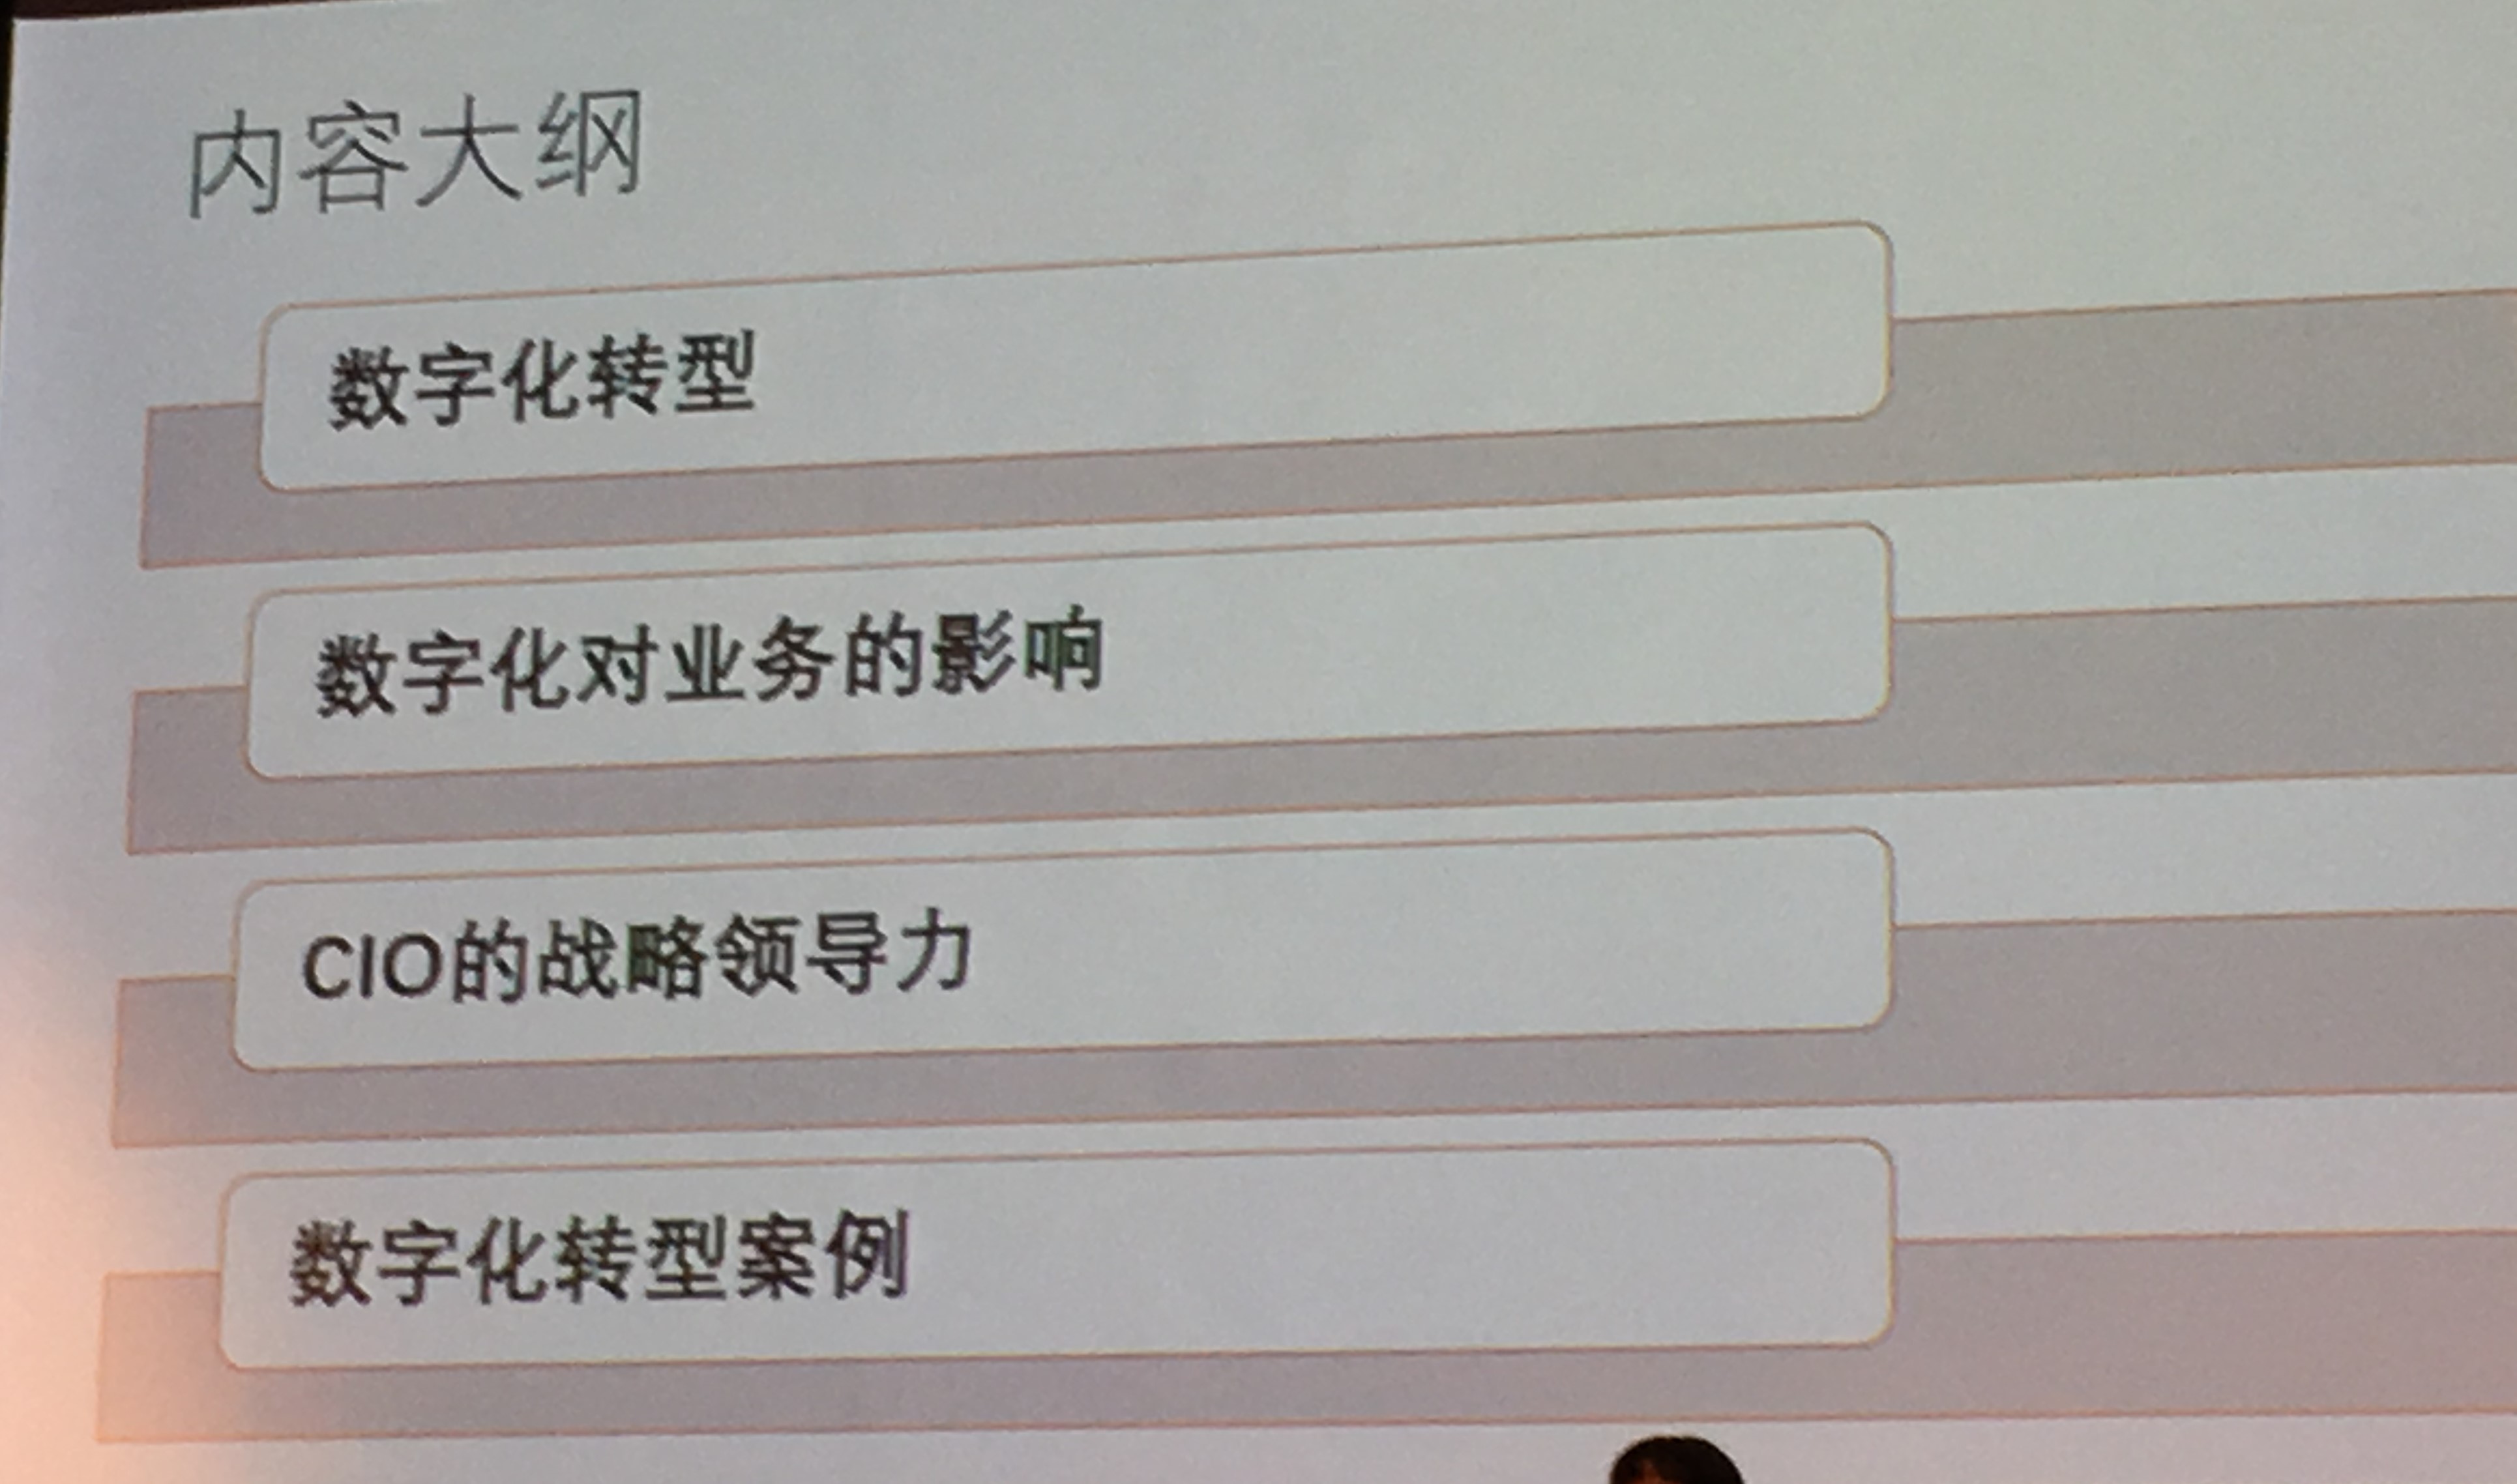 内容大纲
数字化转型
数字化对业务的影响
CIO的战略领导力
数字化转型案例